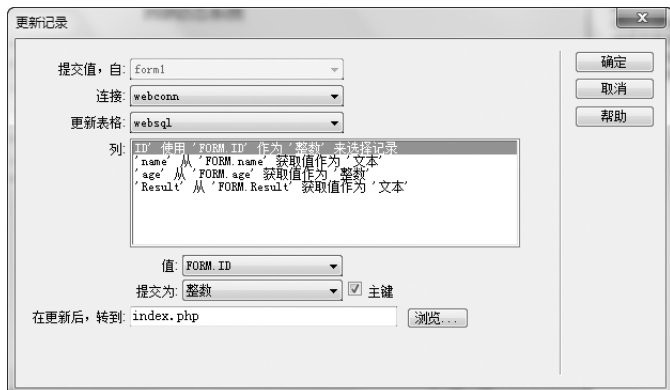 更新记录
提交值，自: form1
确定
连接: webconn
取消
更新表格: websql
帮助
列: ID' 使用 'FORM.ID' 作为 '整数' 来选择记录
'name' 从 'FORM.name' 获取值作为 '文本'
'age' 从 'FORM.age' 获取值作为 '整数'
'Result' 从 'FORM.Result' 获取值作为 '文本'
值: FORM.ID
提交为: 整数 主键
在更新后，转到: index.php 浏览...